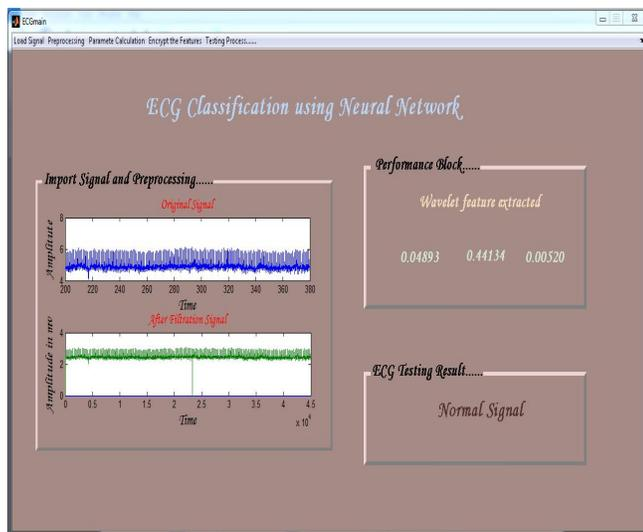 ECGmain
Load Signal Preprocessing Paramete Calculation Encrypt the Features Testing Process......
ECG Classification using Neural Network
Import Signal and Preprocessing......
Original Signal
Amplitude
8
6
4
200 220 240 260 280 300 320 340 360 380
Time
After Filtration Signal
Amplitude in mv
4
2
0
0 0.5 1 1.5 2 2.5 3 3.5 4 4.5
Time
x 10^4
Performance Block......
Wavelet feature extracted
0.04893 0.44134 0.00520
ECG Testing Result......
Normal Signal